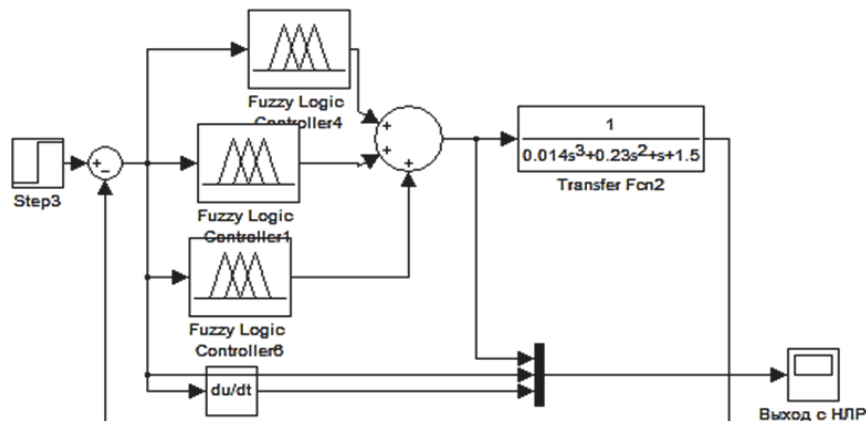 Fuzzy Logic
Controller4
+
+
+
1
0.014s3+0.23s2+s+1.5
Transfer Fcn2
+
-
Step3
Fuzzy Logic
Controller1
Fuzzy Logic
Controller6
du/dt
Выход с НЛР